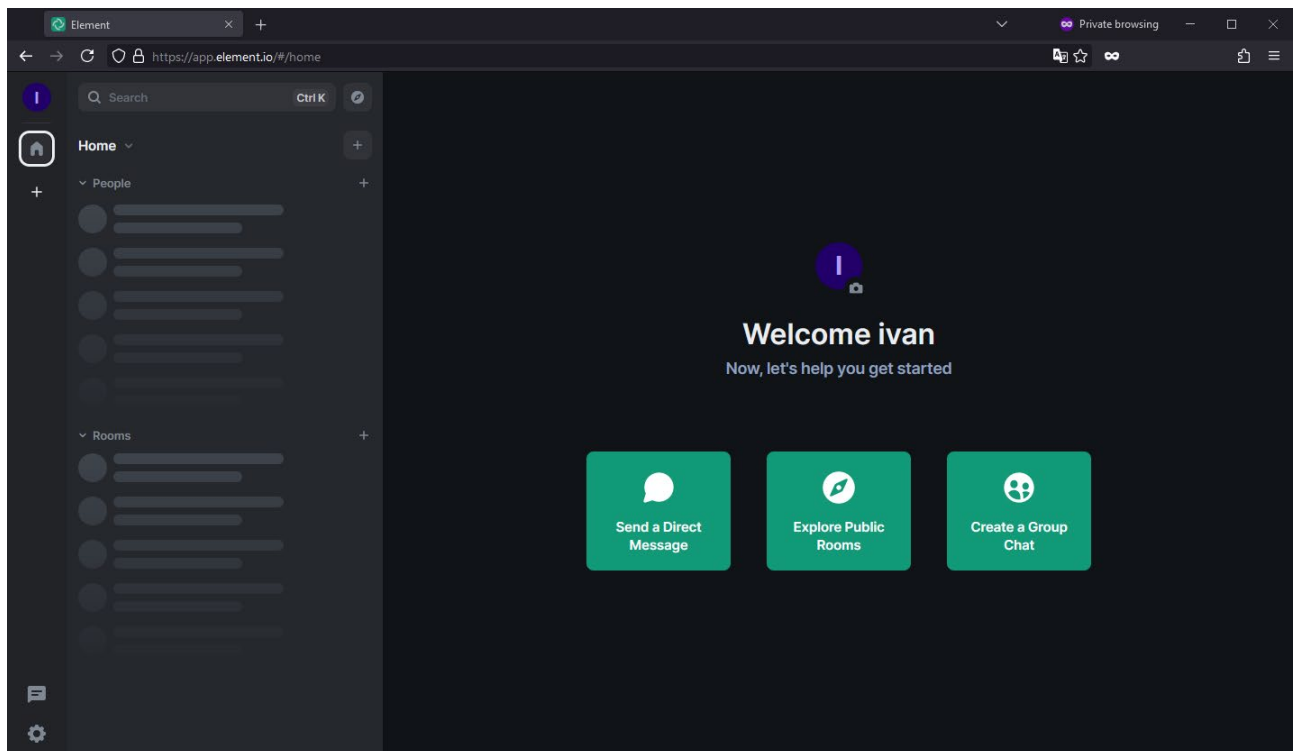 Element
Private browsing
https://app.element.io/#/home
I
Search
Ctrl K
Home
People
Rooms
I
Welcome ivan
Now, let's help you get started
Send a Direct
Message
Explore Public
Rooms
Create a Group
Chat